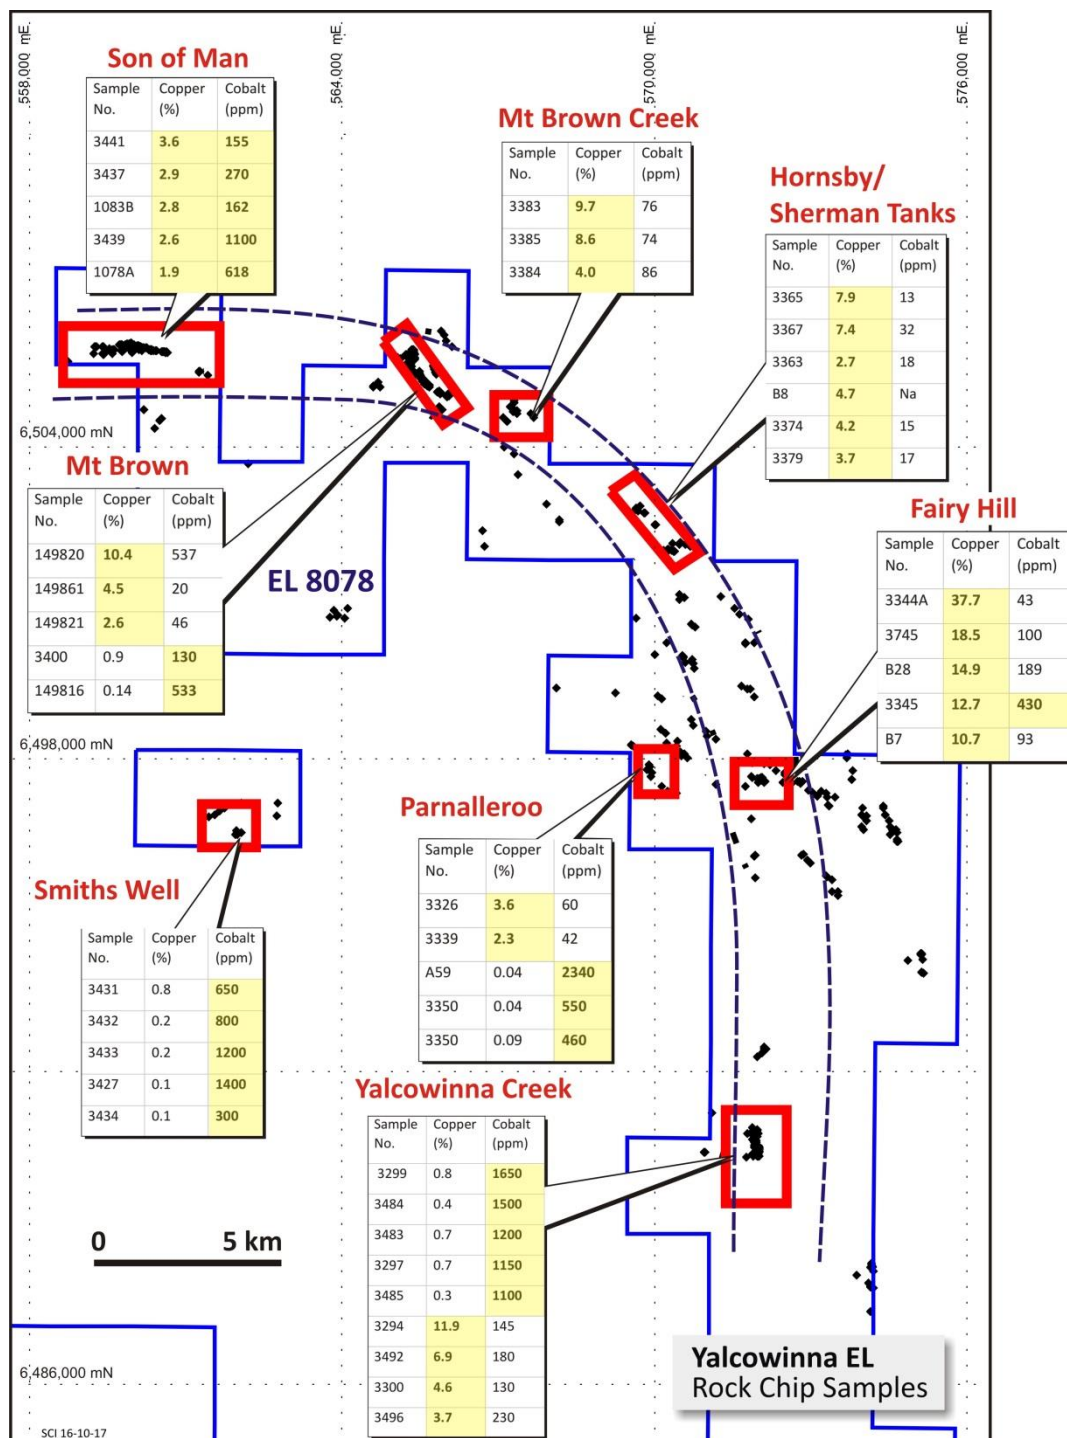 558,000 mE.
564,000 mE.
570,000 mE.
576,000 mE.
Son of Man
Sample No. Copper (%) Cobalt (ppm)
3441 3.6 155
3437 2.9 270
1083B 2.8 162
3439 2.6 1100
1078A 1.9 618
Mt Brown Creek
Sample No. Copper (%) Cobalt (ppm)
3383 9.7 76
3385 8.6 74
3384 4.0 86
Hornsby/
Sherman Tanks
Sample No. Copper (%) Cobalt (ppm)
3365 7.9 13
3367 7.4 32
3363 2.7 18
B8 4.7 Na
3374 4.2 15
3379 3.7 17
6,504,000 mN
Mt Brown
Sample No. Copper (%) Cobalt (ppm)
149820 10.4 537
149861 4.5 20
149821 2.6 46
3400 0.9 130
149816 0.14 533
EL 8078
Fairy Hill
Sample No. Copper (%) Cobalt (ppm)
3344A 37.7 43
3745 18.5 100
B28 14.9 189
3345 12.7 430
B7 10.7 93
6,498,000 mN
Parnalleroo
Sample No. Copper (%) Cobalt (ppm)
3326 3.6 60
3339 2.3 42
A59 0.04 2340
3350 0.04 550
3350 0.09 460
Smiths Well
Sample No. Copper (%) Cobalt (ppm)
3431 0.8 650
3432 0.2 800
3433 0.2 1200
3427 0.1 1400
3434 0.1 300
Yalcowinna Creek
Sample No. Copper (%) Cobalt (ppm)
3299 0.8 1650
3484 0.4 1500
3483 0.7 1200
3297 0.7 1150
3485 0.3 1100
3294 11.9 145
3492 6.9 180
3300 4.6 130
3496 3.7 230
0 5 km
6,486,000 mN
Yalcowinna EL
Rock Chip Samples
SCI 16-10-17